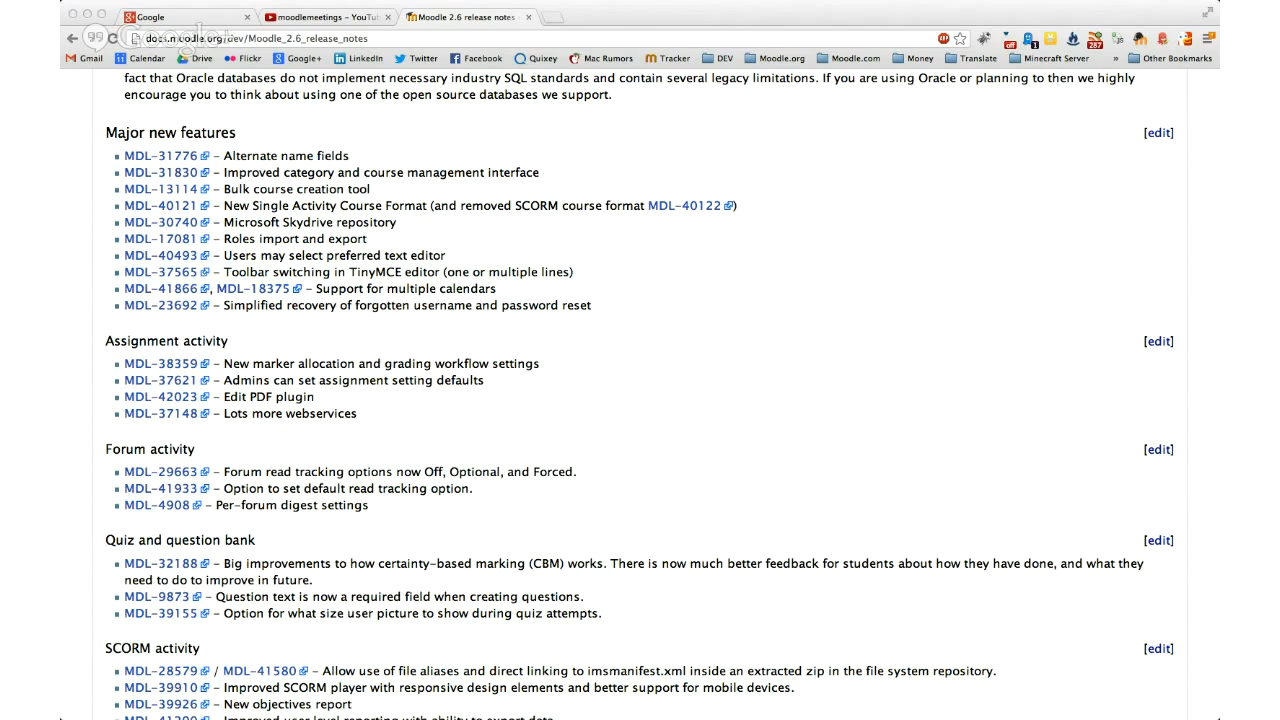 Google
moodlemeetings – YouTu
Moodle 2.6 release notes
Google+
docs.moodle.org/dev/Moodle_2.6_release_notes
off
1
287
Gmail Calendar Drive Flickr Google+ LinkedIn Twitter Facebook Quixey Mac Rumors Tracker DEV Moodle.org Moodle.com Money Translate Minecraft Server » Other Bookmarks
fact that Oracle databases do not implement necessary industry SQL standards and contain several legacy limitations. If you are using Oracle or planning to then we highly
encourage you to think about using one of the open source databases we support.
Major new features [edit]
MDL-31776 – Alternate name fields
MDL-31830 – Improved category and course management interface
MDL-13114 – Bulk course creation tool
MDL-40121 – New Single Activity Course Format (and removed SCORM course format MDL-40122)
MDL-30740 – Microsoft Skydrive repository
MDL-17081 – Roles import and export
MDL-40493 – Users may select preferred text editor
MDL-37565 – Toolbar switching in TinyMCE editor (one or multiple lines)
MDL-41866, MDL-18375 – Support for multiple calendars
MDL-23692 – Simplified recovery of forgotten username and password reset
Assignment activity [edit]
MDL-38359 – New marker allocation and grading workflow settings
MDL-37621 – Admins can set assignment setting defaults
MDL-42023 – Edit PDF plugin
MDL-37148 – Lots more webservices
Forum activity [edit]
MDL-29663 – Forum read tracking options now Off, Optional, and Forced.
MDL-41933 – Option to set default read tracking option.
MDL-4908 – Per-forum digest settings
Quiz and question bank [edit]
MDL-32188 – Big improvements to how certainty-based marking (CBM) works. There is now much better feedback for students about how they have done, and what they
need to do to improve in future.
MDL-9873 – Question text is now a required field when creating questions.
MDL-39155 – Option for what size user picture to show during quiz attempts.
SCORM activity [edit]
MDL-28579 / MDL-41580 – Allow use of file aliases and direct linking to imsmanifest.xml inside an extracted zip in the file system repository.
MDL-39910 – Improved SCORM player with responsive design elements and better support for mobile devices.
MDL-39926 – New objectives report
Improved user level reporting with ability to export data